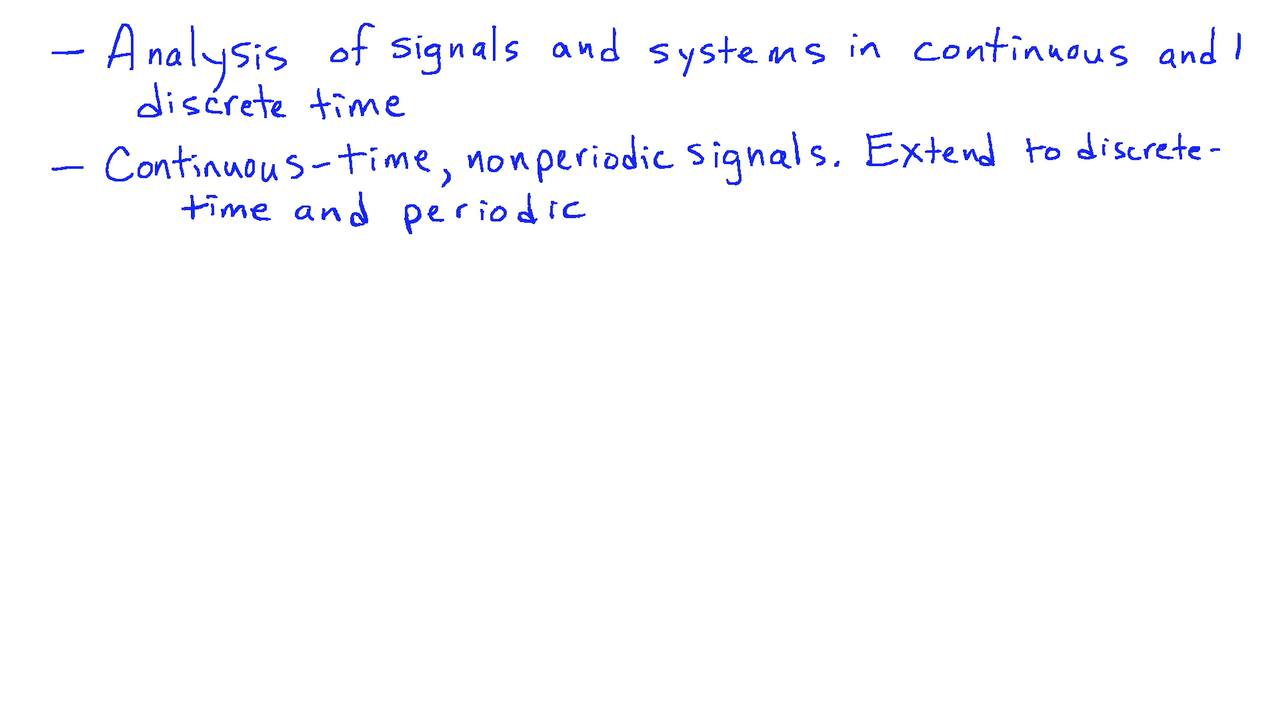 — Analysis of signals and systems in continuous and
discrete time
— Continuous-time, nonperiodic signals. Extend to discrete-
time and periodic